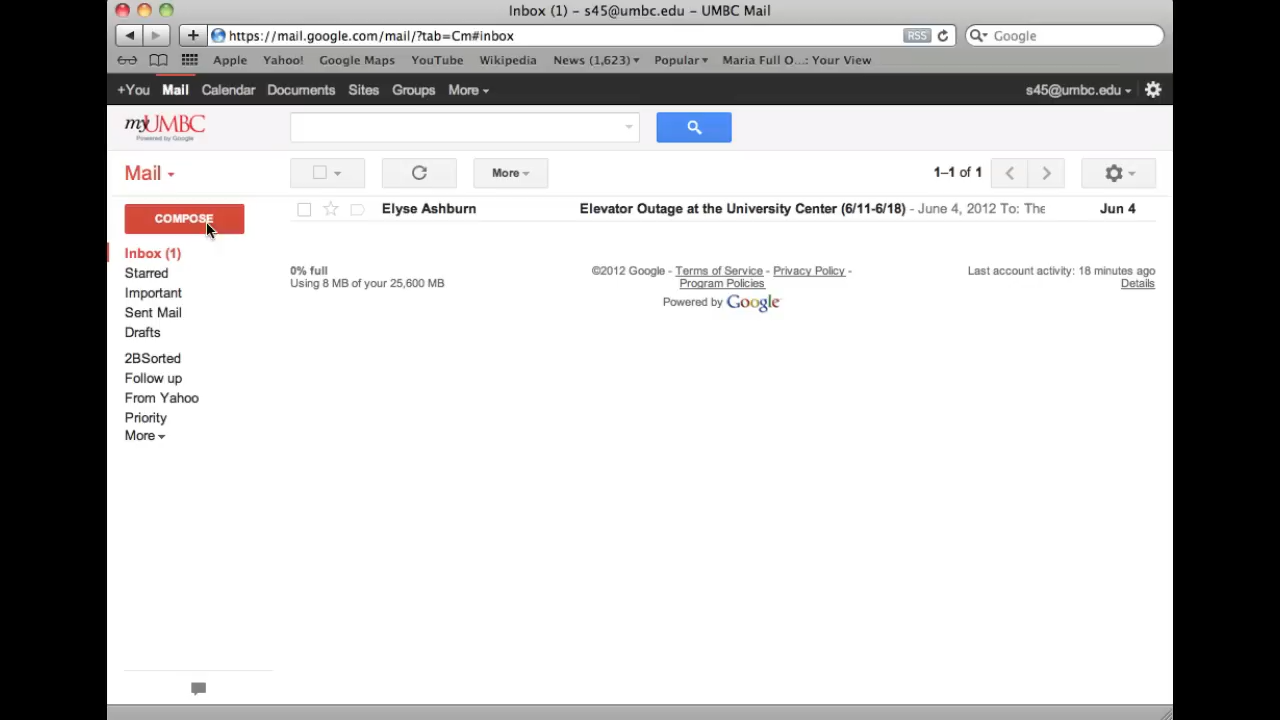 Inbox (1) – s45@umbc.edu – UMBC Mail
https://mail.google.com/mail/?tab=Cm#inbox RSS Google
Apple Yahoo! Google Maps YouTube Wikipedia News (1,623) Popular Maria Full O...: Your View
+You Mail Calendar Documents Sites Groups More s45@umbc.edu
myUMBC
Powered by Google
Mail More 1–1 of 1
COMPOSE
Elyse Ashburn Elevator Outage at the University Center (6/11-6/18) - June 4, 2012 To: The Jun 4
Inbox (1)
Starred
Important
Sent Mail
Drafts
2BSorted
Follow up
From Yahoo
Priority
More
0% full
Using 8 MB of your 25,600 MB
©2012 Google - Terms of Service - Privacy Policy -
Program Policies
Powered by Google
Last account activity: 18 minutes ago
Details